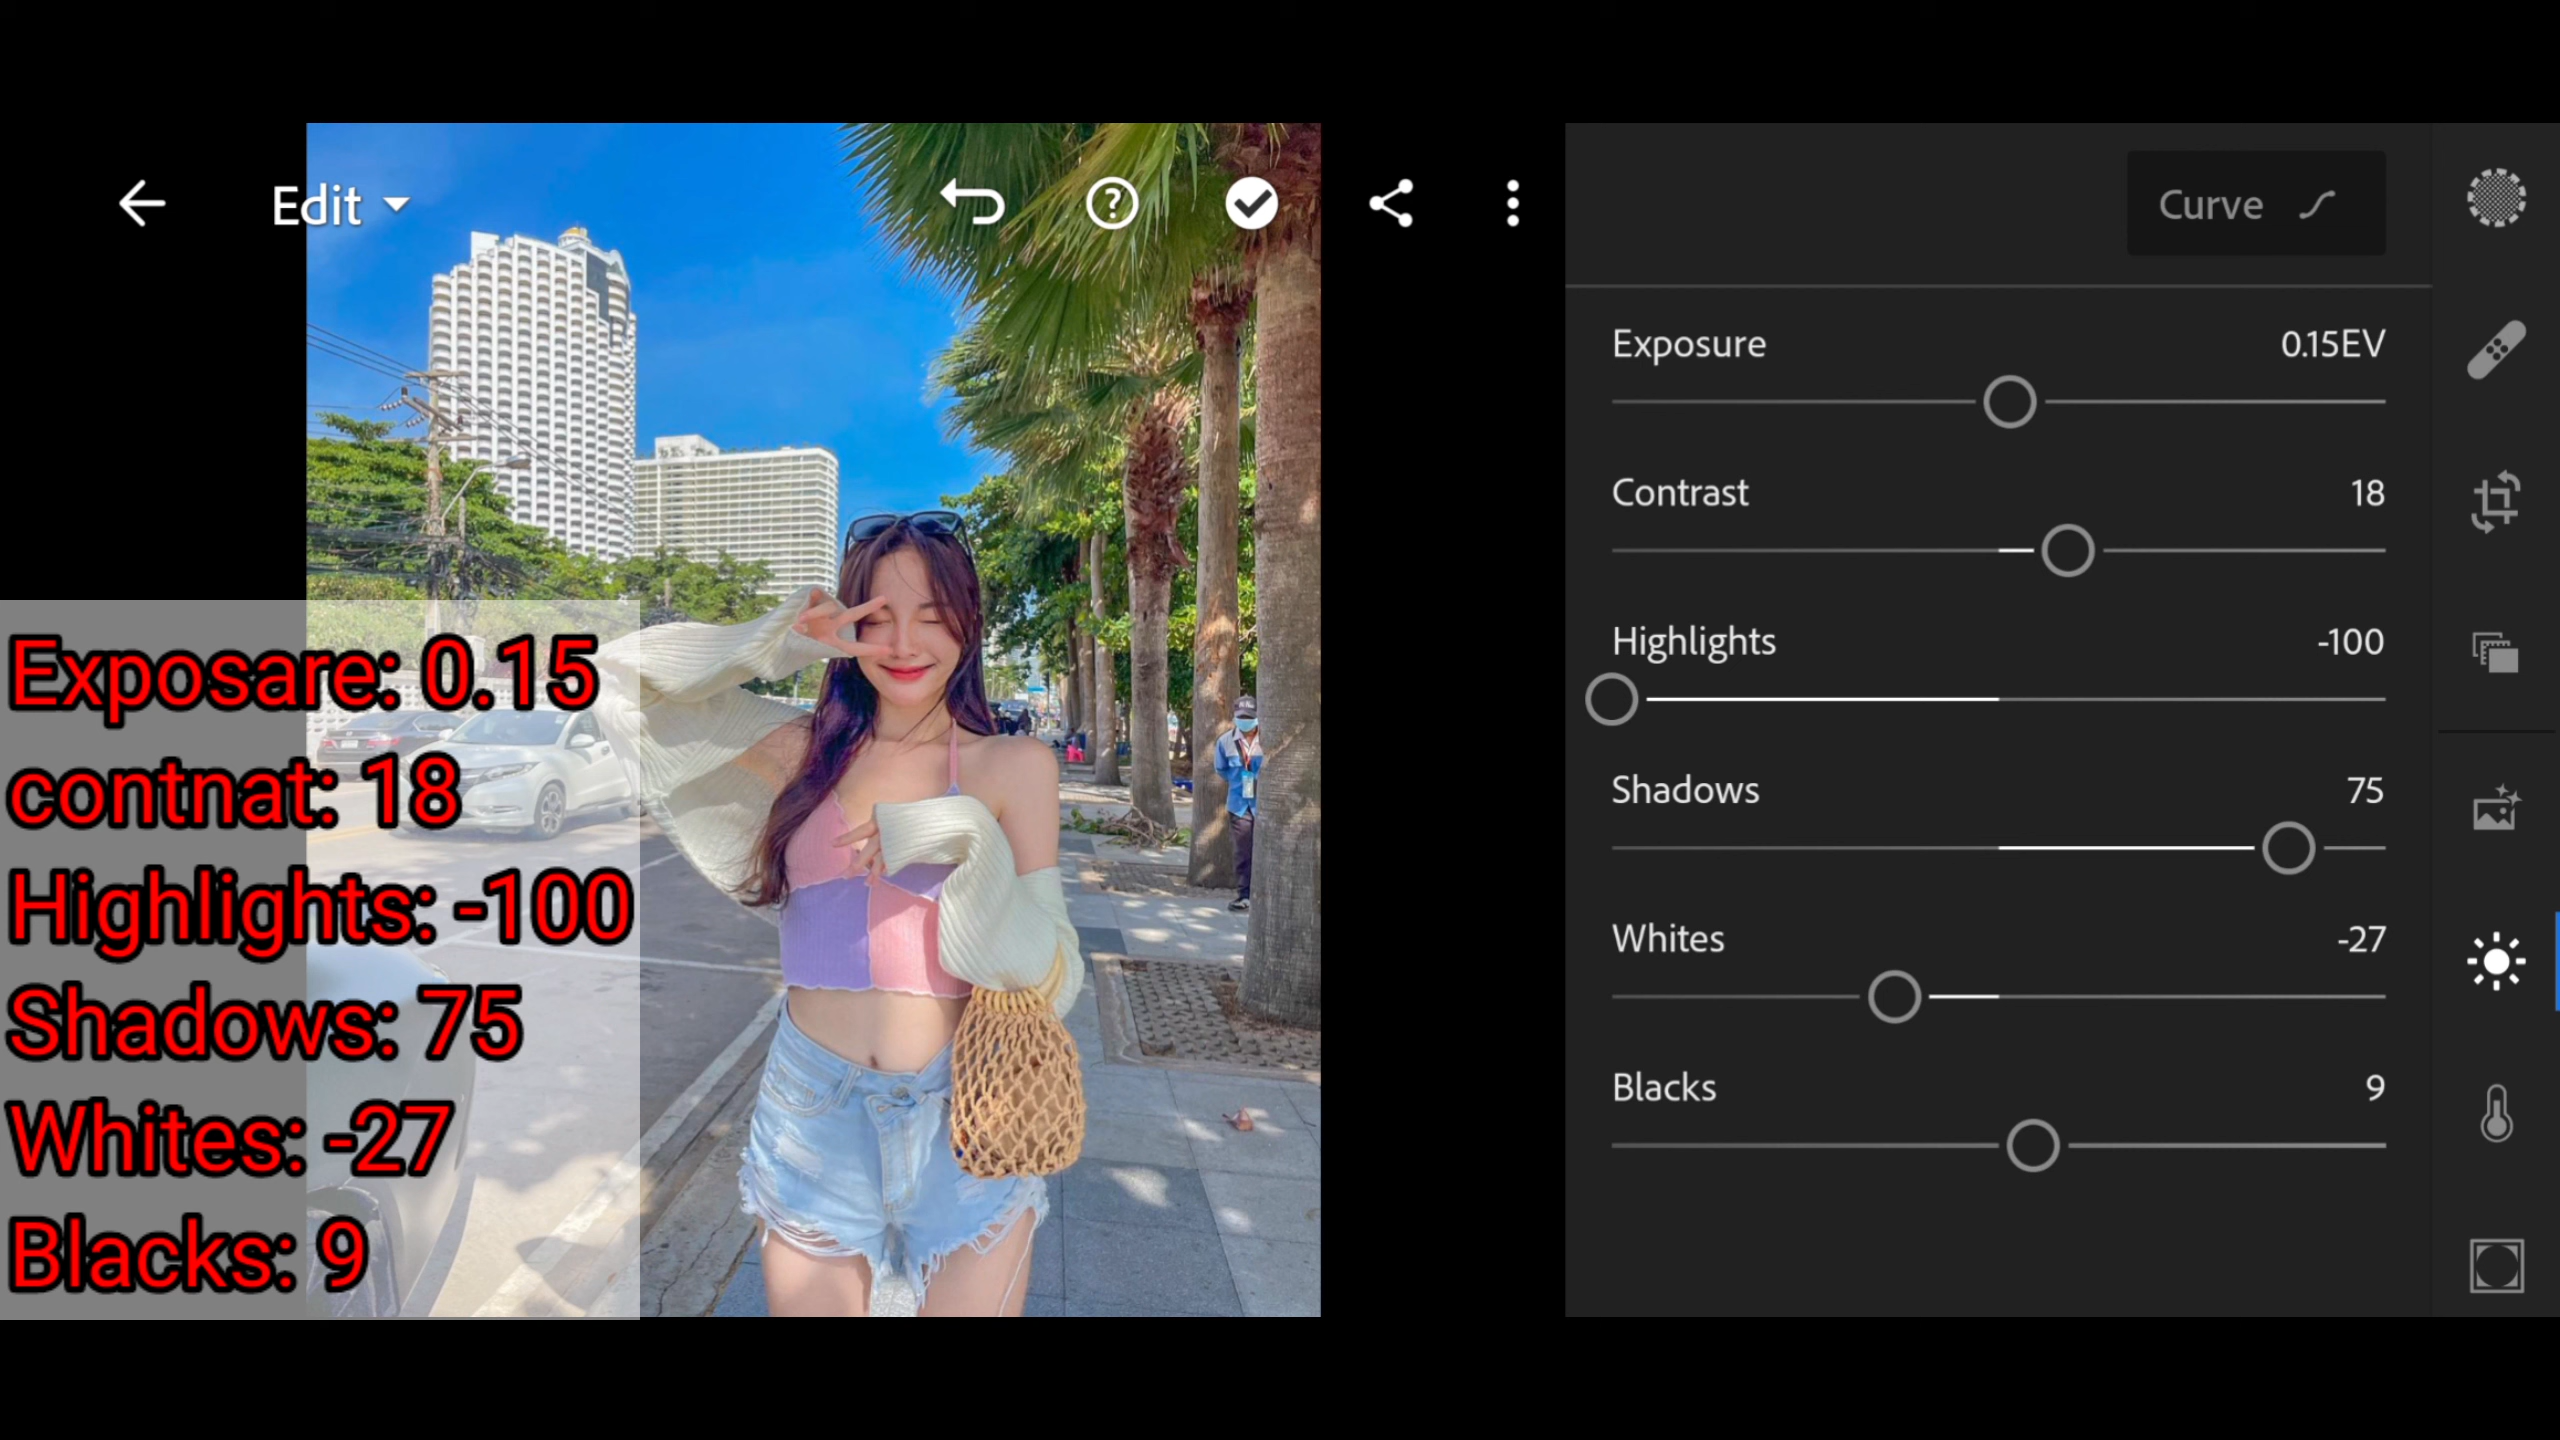 Edit
Curve
Exposure 0.15EV
Contrast 18
Highlights -100
Shadows 75
Whites -27
Blacks 9
Exposare: 0.15
contnat: 18
Highlights: -100
Shadows: 75
Whites: -27
Blacks: 9